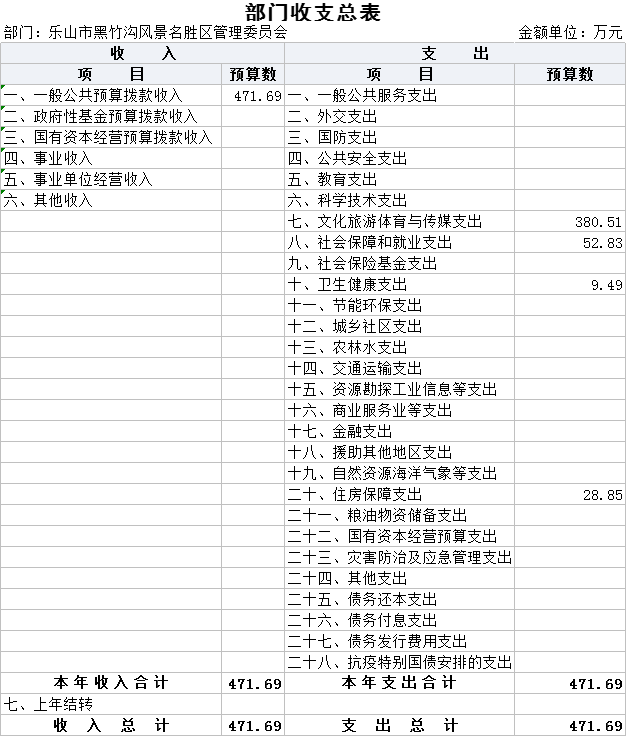 部门收支总表
部门：乐山市黑竹沟风景名胜区管理委员会 金额单位：万元
收 入 支 出
项 目 预算数 项 目 预算数
一、一般公共预算拨款收入 471.69 一、一般公共服务支出
二、政府性基金预算拨款收入 二、外交支出
三、国有资本经营预算拨款收入 三、国防支出
四、事业收入 四、公共安全支出
五、事业单位经营收入 五、教育支出
六、其他收入 六、科学技术支出
七、文化旅游体育与传媒支出 380.51
八、社会保障和就业支出 52.83
九、社会保险基金支出
十、卫生健康支出 9.49
十一、节能环保支出
十二、城乡社区支出
十三、农林水支出
十四、交通运输支出
十五、资源勘探工业信息等支出
十六、商业服务业等支出
十七、金融支出
十八、援助其他地区支出
十九、自然资源海洋气象等支出
二十、住房保障支出 28.85
二十一、粮油物资储备支出
二十二、国有资本经营预算支出
二十三、灾害防治及应急管理支出
二十四、其他支出
二十五、债务还本支出
二十六、债务付息支出
二十七、债务发行费用支出
二十八、抗疫特别国债安排的支出
本 年 收 入 合 计 471.69 本 年 支 出 合 计 471.69
七、上年结转
收 入 总 计 471.69 支 出 总 计 471.69